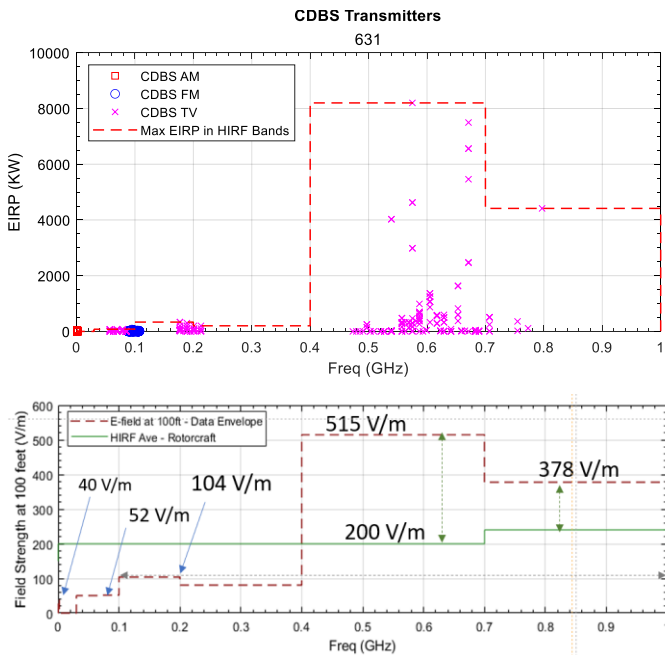 CDBS Transmitters
631
10000
8000
6000
4000
2000
0
EIRP (KW)
CDBS AM
CDBS FM
CDBS TV
Max EIRP in HIRF Bands
0 0.1 0.2 0.3 0.4 0.5 0.6 0.7 0.8 0.9 1
Freq (GHz)
600
500
400
300
200
100
0
Field Strength at 100 feet (V/m)
E-field at 100ft - Data Envelope
HIRF Ave - Rotorcraft
515 V/m
378 V/m
40 V/m
104 V/m
52 V/m
200 V/m
0 0.1 0.2 0.3 0.4 0.5 0.6 0.7 0.8 0.9
Freq (GHz)